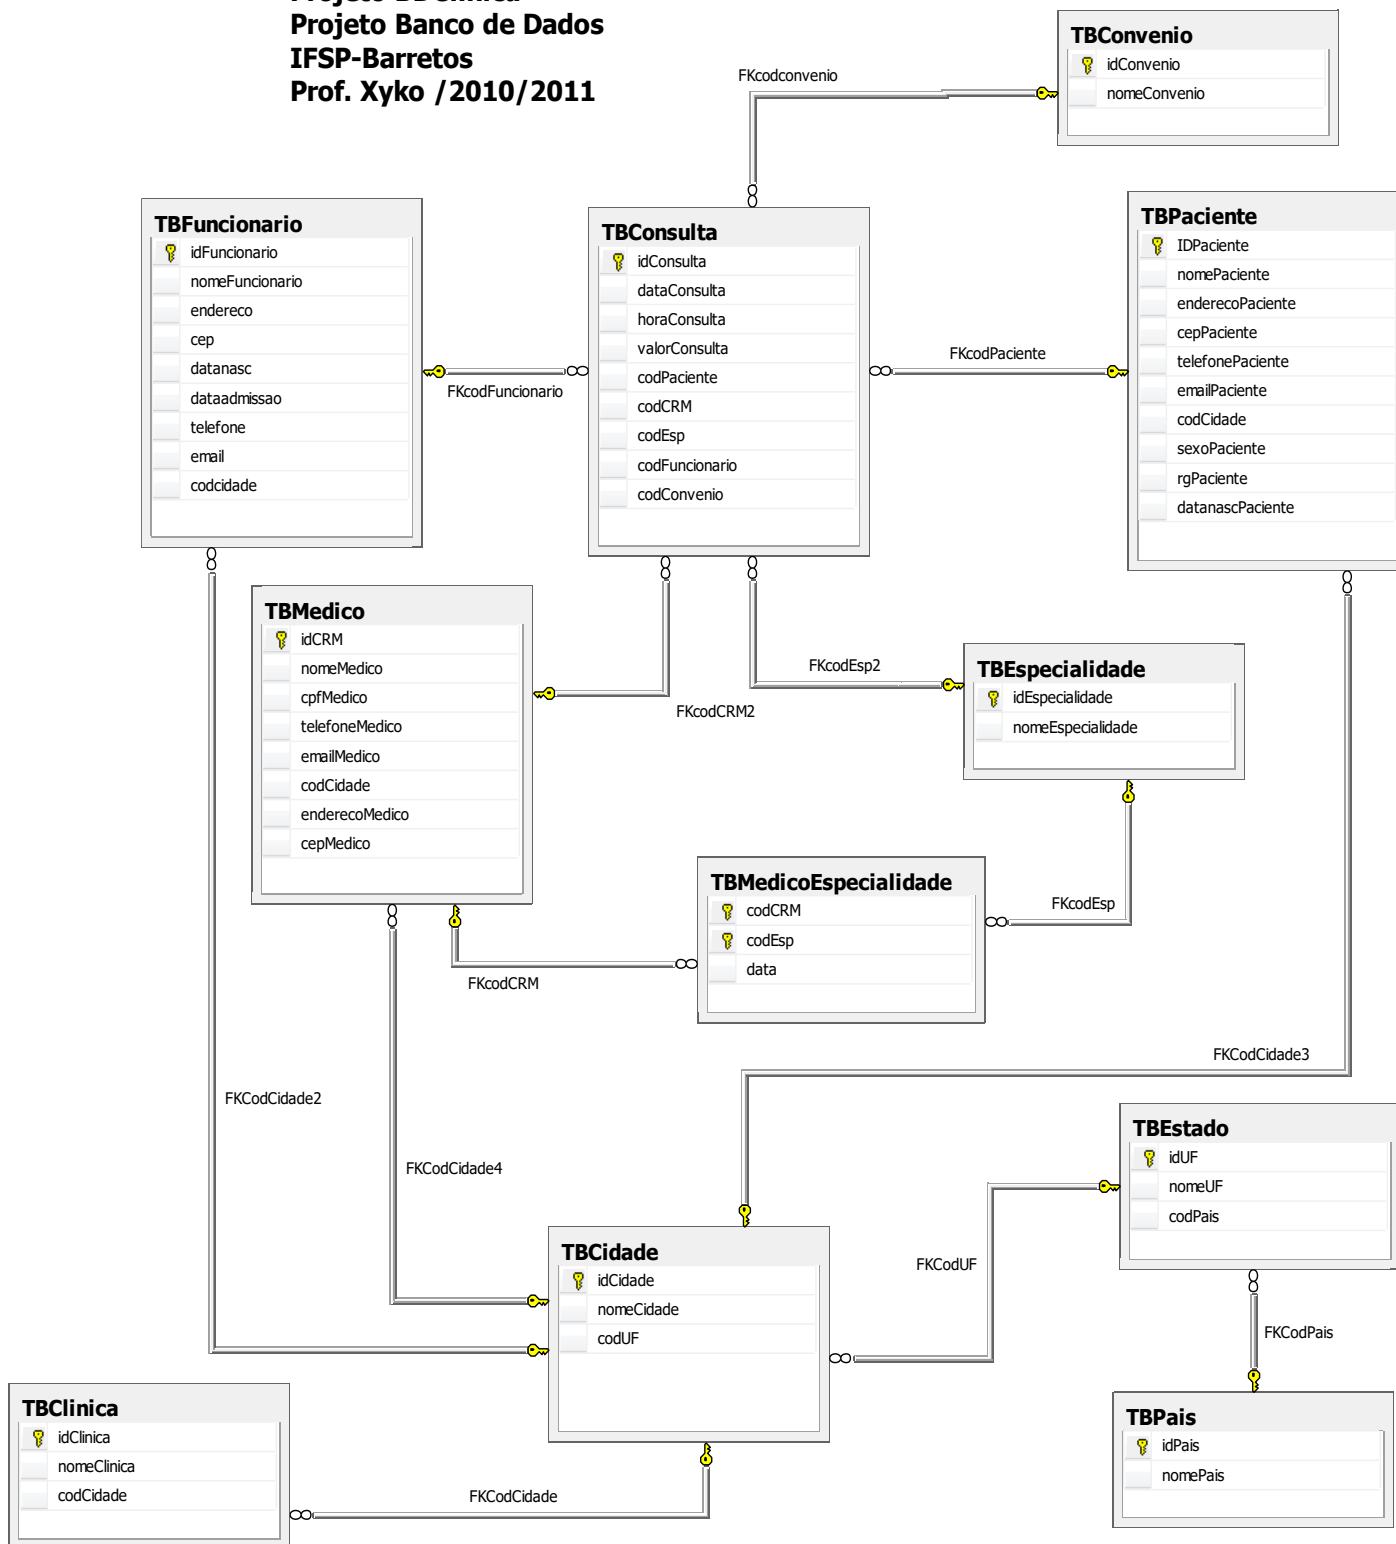 Projeto Banco de Dados
IFSP-Barretos
Prof. Xyko /2010/2011
TBConvenio
idConvenio
nomeConvenio
FKcodconvenio
TBFuncionario
idFuncionario
nomeFuncionario
endereco
cep
datanasc
dataadmissao
telefone
email
codcidade
FKcodFuncionario
TBConsulta
idConsulta
dataConsulta
horaConsulta
valorConsulta
codPaciente
codCRM
codEsp
codFuncionario
codConvenio
FKcodPaciente
TBPaciente
IDPaciente
nomePaciente
enderecoPaciente
cepPaciente
telefonePaciente
emailPaciente
codCidade
sexoPaciente
rgPaciente
datanascPaciente
TBMedico
idCRM
nomeMedico
cpfMedico
telefoneMedico
emailMedico
codCidade
enderecoMedico
cepMedico
FKcodCRM2
FKcodEsp2
TBEspecialidade
idEspecialidade
nomeEspecialidade
TBMedicoEspecialidade
codCRM
codEsp
data
FKcodEsp
FKcodCRM
FKCodCidade3
FKCodCidade2
FKCodCidade4
TBEstado
idUF
nomeUF
codPais
TBCidade
idCidade
nomeCidade
codUF
FKCodUF
FKCodPais
TBClinica
idClinica
nomeClinica
codCidade
FKCodCidade
TBPais
idPais
nomePais